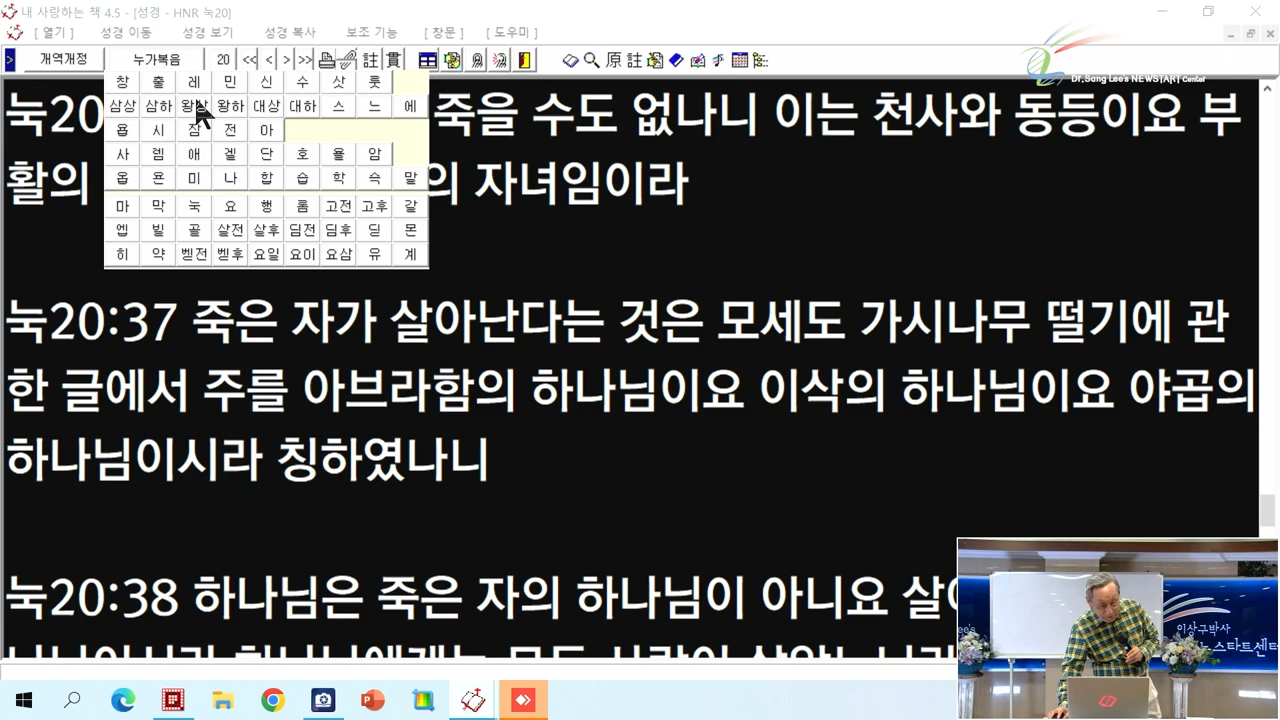 내 사랑하는 책 4.5 - [성경 - HNR 눅20]
[ 열기 ] 성경 이동 성경 보기 성경 복사 보조 기능 [ 창문 ] [ 도우미 ]
개역개정 누가복음 20 << < > >> 註 貫 原 註
Dr.Sang Lee's NEWSTART Center
창 출 레 민 신 수 삿 룻
삼상 삼하 왕상 왕하 대상 대하 스 느 에
욥 시 잠 전 아
사 렘 애 겔 단 호 욜 암
옵 욘 미 나 합 습 학 슥 말
마 막 눅 요 행 롬 고전 고후 갈
엡 빌 골 살전 살후 딤전 딤후 딛 몬
히 약 벧전 벧후 요일 요이 요삼 유 계
눅20 죽을 수도 없나니 이는 천사와 동등이요 부
활의 의 자녀임이라
눅20:37 죽은 자가 살아난다는 것은 모세도 가시나무 떨기에 관
한 글에서 주를 아브라함의 하나님이요 이삭의 하나님이요 야곱의
하나님이시라 칭하였나니
눅20:38 하나님은 죽은 자의 하나님이 아니요
이상구박사
뉴스타트센터